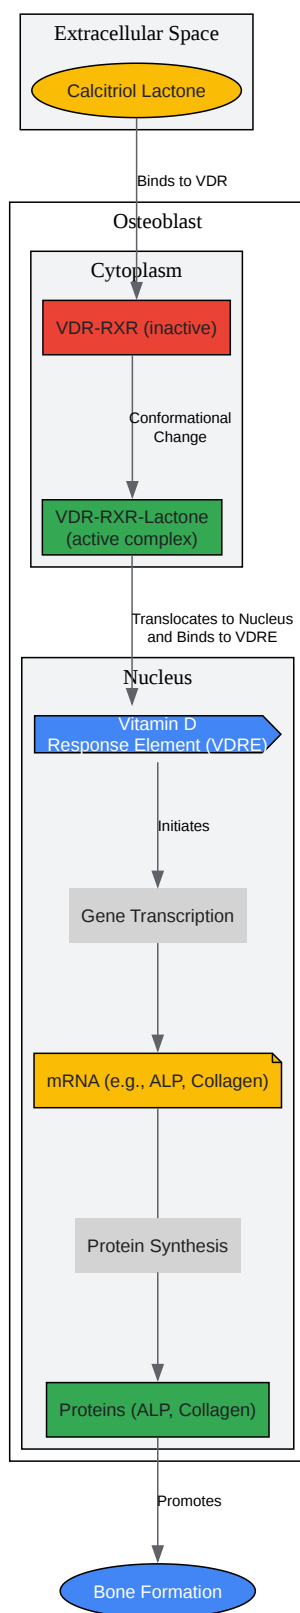 Extracellular Space
Calcitriol Lactone
Binds to VDR
Osteoblast
Cytoplasm
VDR-RXR (inactive)
Conformational
Change
VDR-RXR-Lactone
(active complex)
Translocates to Nucleus
and Binds to VDRE
Nucleus
Vitamin D
Response Element (VDRE)
Initiates
Gene Transcription
mRNA (e.g., ALP, Collagen)
Protein Synthesis
Proteins (ALP, Collagen)
Promotes
Bone Formation